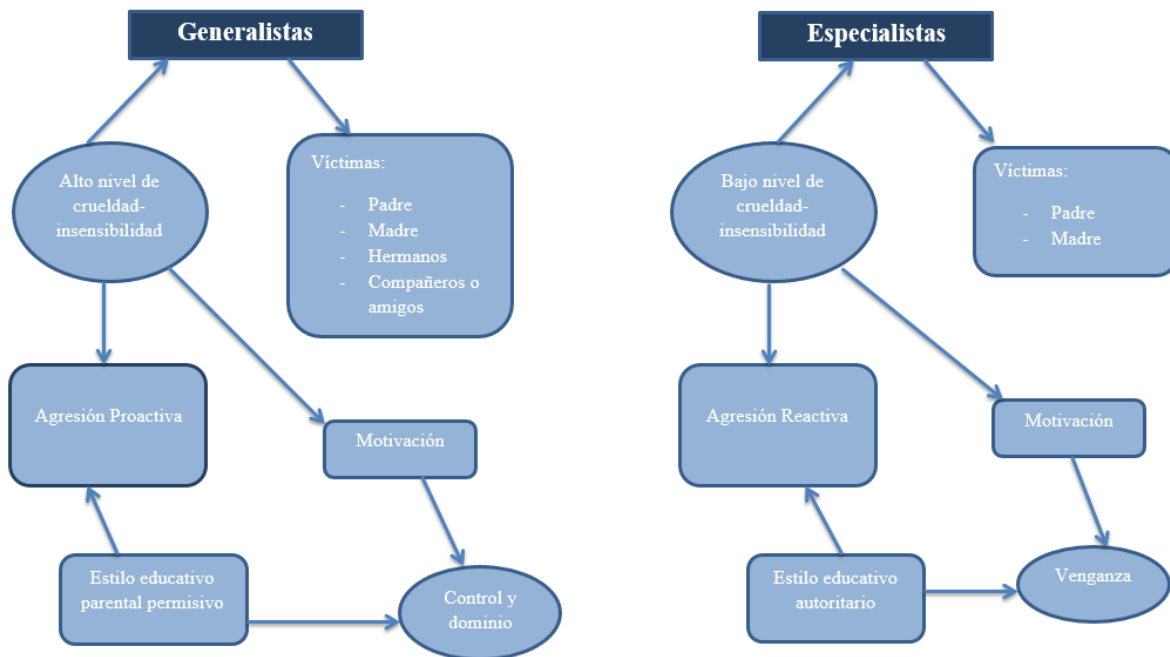 Generalistas
Alto nivel de
crueldad-
insensibilidad
Víctimas:
- Padre
- Madre
- Hermanos
- Compañeros o
amigos
Agresión Proactiva
Motivación
Estilo educativo
parental permisivo
Control y
dominio
Especialistas
Bajo nivel de
crueldad-
insensibilidad
Víctimas:
- Padre
- Madre
Agresión Reactiva
Motivación
Estilo educativo
autoritario
Venganza